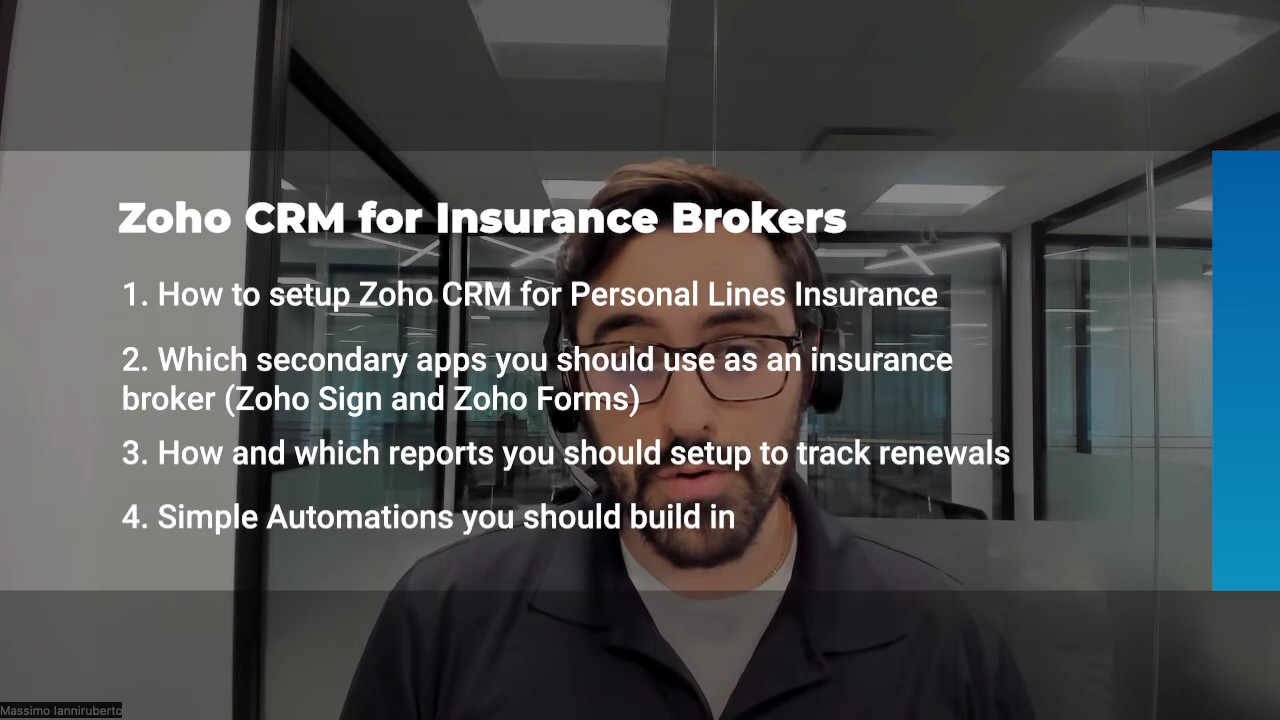 Zoho CRM for Insurance Brokers
1. How to setup Zoho CRM for Personal Lines Insurance
2. Which secondary apps you should use as an insurance
broker (Zoho Sign and Zoho Forms)
3. How and which reports you should setup to track renewals
4. Simple Automations you should build in
Massimo Ianniruberto